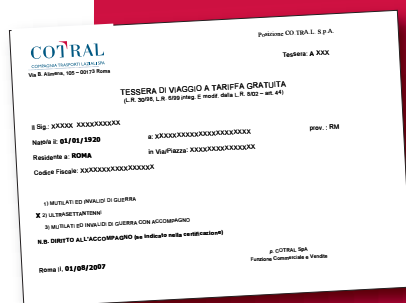 COTRAL
COMPAGNIA TRASPORTI LAZIALI SPA
Via B. Alimena, 105 – 00173 Roma
Posizione CO TRA.L. S.p.A.
Tessera: A XXX
TESSERA DI VIAGGIO A TARIFFA GRATUITA
(L.R. 30/98, L.R. 6/99 integ. E modif. dalla L.R. 8/02 – art. 44)
Il Sig.: XXXXX XXXXXXXXXX
Nato/a il: 01/01/1920 a: XXXXXXXXXXXXXXXXXXXXXX prov. : RM
Residente a: ROMA in Via/Piazza: XXXXXXXXXXXXXXX
Codice Fiscale: XXXXXXXXXXXXXXXX
1) MUTILATI ED INVALIDI DI GUERRA
X 2) ULTRASETTANTENNI
3) MUTILATI ED INVALIDI DI GUERRA CON ACCOMPAGNO
N.B. DIRITTO ALL'ACCOMPAGNO (se indicato nella certificazione)
Roma il, 01/08/2007
p. COTRAL SpA
Funzione Commerciale e Vendite